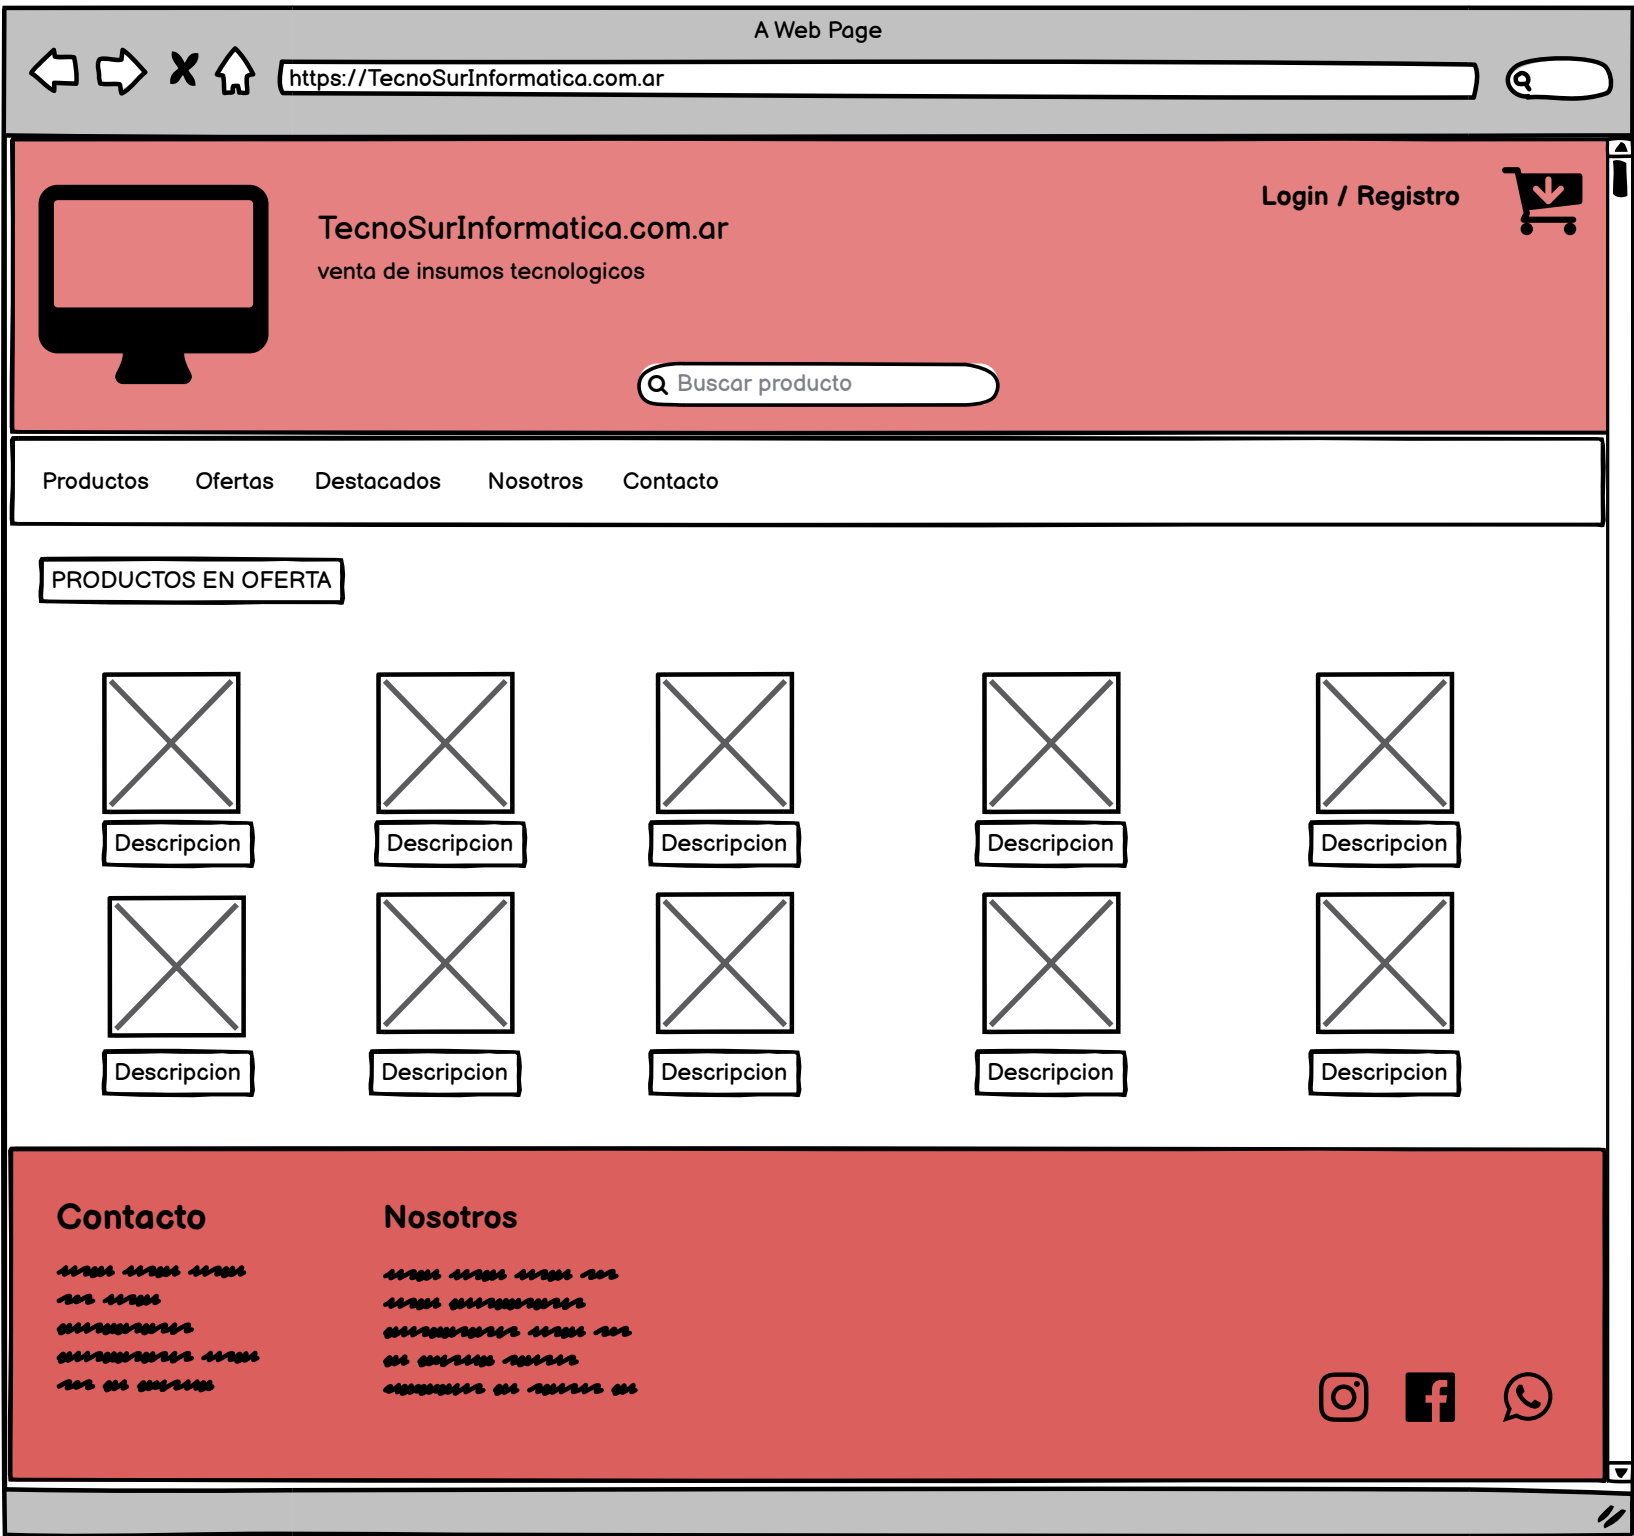 A Web Page
https://TecnoSurInformatica.com.ar
Login / Registro
TecnoSurInformatica.com.ar
venta de insumos tecnologicos
Buscar producto
Productos Ofertas Destacados Nosotros Contacto
PRODUCTOS EN OFERTA
Descripcion Descripcion Descripcion Descripcion Descripcion
Descripcion Descripcion Descripcion Descripcion Descripcion
Contacto Nosotros